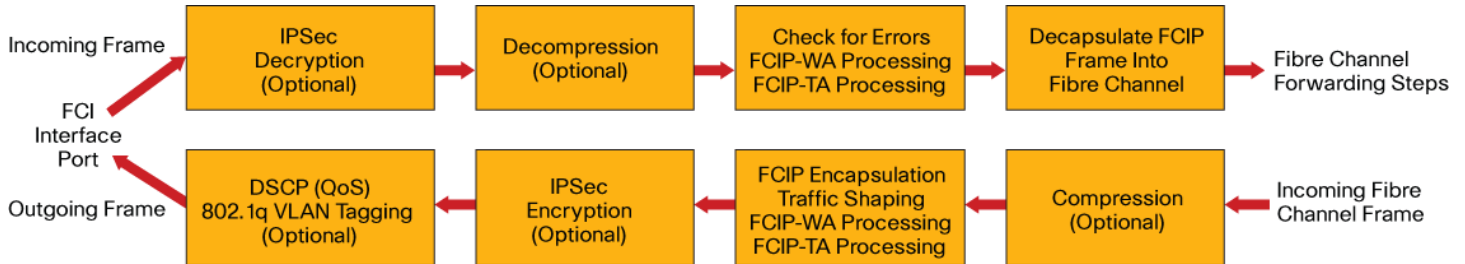 Incoming Frame
IPSec
Decryption
(Optional)
Decompression
(Optional)
Check for Errors
FCIP-WA Processing
FCIP-TA Processing
Decapsulate FCIP
Frame Into
Fibre Channel
Fibre Channel
Forwarding Steps
FCI
Interface
Port
Outgoing Frame
DSCP (QoS)
802.1q VLAN Tagging
(Optional)
IPSec
Encryption
(Optional)
FCIP Encapsulation
Traffic Shaping
FCIP-WA Processing
FCIP-TA Processing
Compression
(Optional)
Incoming Fibre
Channel Frame